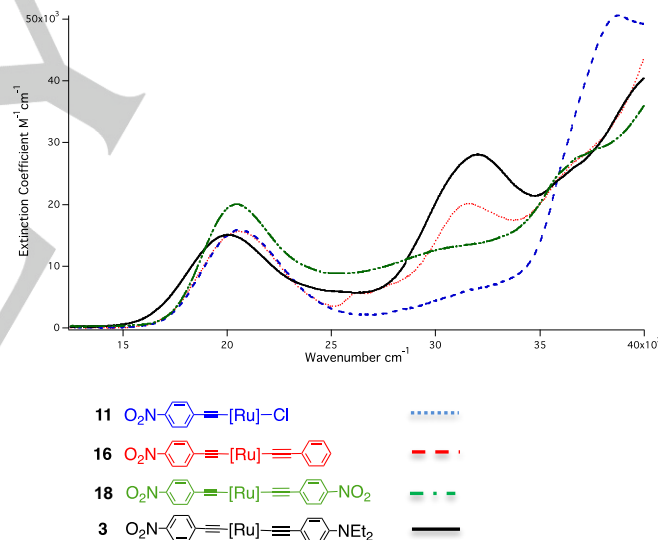 50x10³
40
30
20
10
0
Extinction Coefficient M⁻¹cm⁻¹
15 20 25 30 35 40x10³
Wavenumber cm⁻¹
11 O₂N [Ru] Cl
16 O₂N [Ru]
18 O₂N [Ru] NO₂
3 O₂N [Ru] NEt₂